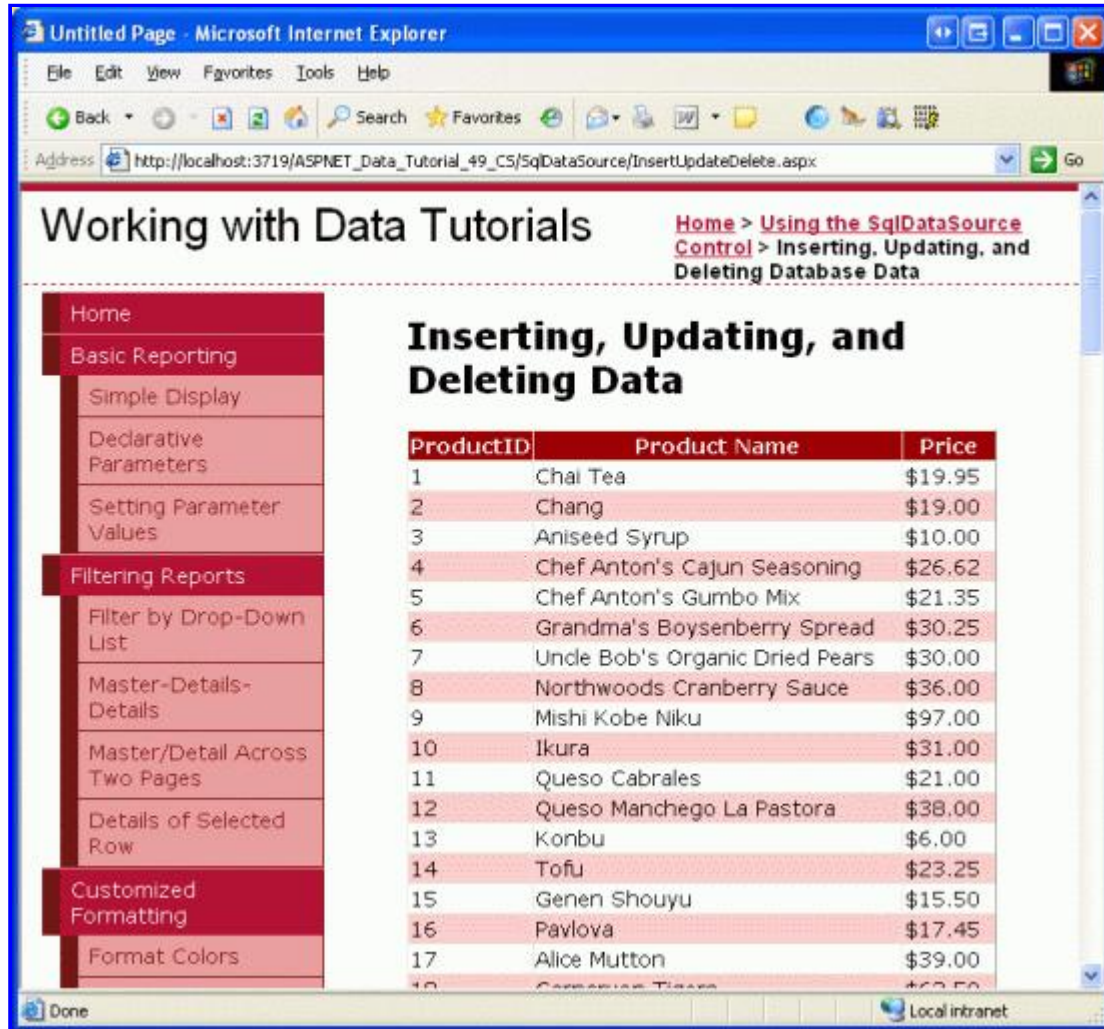 Untitled Page - Microsoft Internet Explorer
File Edit View Favorites Tools Help
Back Search Favorites
Address http://localhost:3719/ASPNET_Data_Tutorial_49_CS/SqlDataSource/InsertUpdateDelete.aspx Go
Working with Data Tutorials
Home > Using the SqlDataSource
Control > Inserting, Updating, and
Deleting Database Data
Home
Basic Reporting
Simple Display
Declarative
Parameters
Setting Parameter
Values
Filtering Reports
Filter by Drop-Down
List
Master-Details-
Details
Master/Detail Across
Two Pages
Details of Selected
Row
Customized
Formatting
Format Colors
Inserting, Updating, and
Deleting Data
ProductID Product Name Price
1 Chai Tea $19.95
2 Chang $19.00
3 Aniseed Syrup $10.00
4 Chef Anton's Cajun Seasoning $26.62
5 Chef Anton's Gumbo Mix $21.35
6 Grandma's Boysenberry Spread $30.25
7 Uncle Bob's Organic Dried Pears $30.00
8 Northwoods Cranberry Sauce $36.00
9 Mishi Kobe Niku $97.00
10 Ikura $31.00
11 Queso Cabrales $21.00
12 Queso Manchego La Pastora $38.00
13 Konbu $6.00
14 Tofu $23.25
15 Genen Shouyu $15.50
16 Pavlova $17.45
17 Alice Mutton $39.00
Done Local intranet